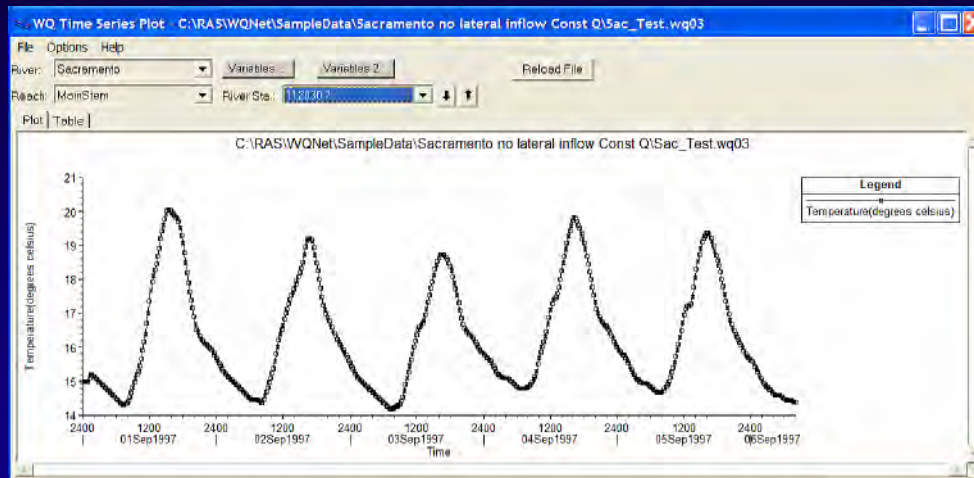 WQ Time Series Plot - C:\RAS\WQNet\SampleData\Sacramento no lateral inflow Const Q\Sac_Test.wq03
File Options Help
River: Sacramento Variables ... Variables 2 Reload File
Reach: MainStem River Sta.:
Plot Table
C:\RAS\WQNet\SampleData\Sacramento no lateral inflow Const Q\Sac_Test.wq03
Legend
Temperature(degrees celsius)
Temperature(degrees celsius)
21
20
19
18
17
16
15
14
2400 1200 2400 1200 2400 1200 2400 1200 2400 1200 2400
01Sep1997 02Sep1997 03Sep1997 04Sep1997 05Sep1997 06Sep1997
Time